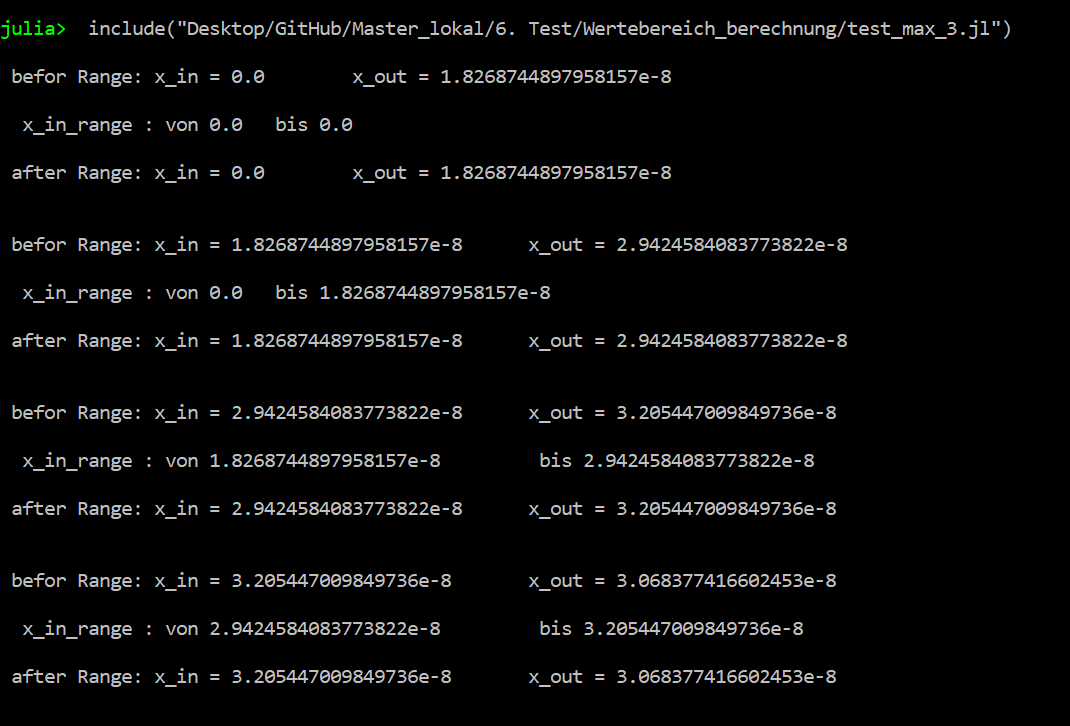 julia>  include("Desktop/GitHub/Master_lokal/6. Test/Wertebereich_berechnung/test_max_3.jl")
befor Range: x_in = 0.0        x_out = 1.8268744897958157e-8
x_in_range : von 0.0   bis 0.0
after Range: x_in = 0.0        x_out = 1.8268744897958157e-8
befor Range: x_in = 1.8268744897958157e-8      x_out = 2.9424584083773822e-8
x_in_range : von 0.0   bis 1.8268744897958157e-8
after Range: x_in = 1.8268744897958157e-8      x_out = 2.9424584083773822e-8
befor Range: x_in = 2.9424584083773822e-8      x_out = 3.205447009849736e-8
x_in_range : von 1.8268744897958157e-8         bis 2.9424584083773822e-8
after Range: x_in = 2.9424584083773822e-8      x_out = 3.205447009849736e-8
befor Range: x_in = 3.205447009849736e-8       x_out = 3.068377416602453e-8
x_in_range : von 2.9424584083773822e-8         bis 3.205447009849736e-8
after Range: x_in = 3.205447009849736e-8       x_out = 3.068377416602453e-8